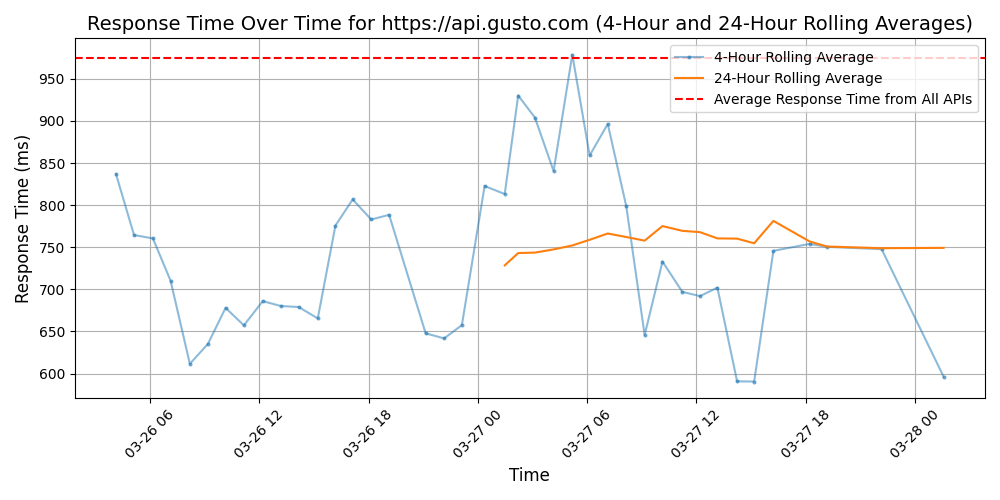 Response Time Over Time for https://api.gusto.com (4-Hour and 24-Hour Rolling Averages)
4-Hour Rolling Average
24-Hour Rolling Average
Average Response Time from All APIs
Response Time (ms)
950
900
850
800
750
700
650
600
03-26 06
03-26 12
03-26 18
03-27 00
03-27 06
03-27 12
03-27 18
03-28 00
Time